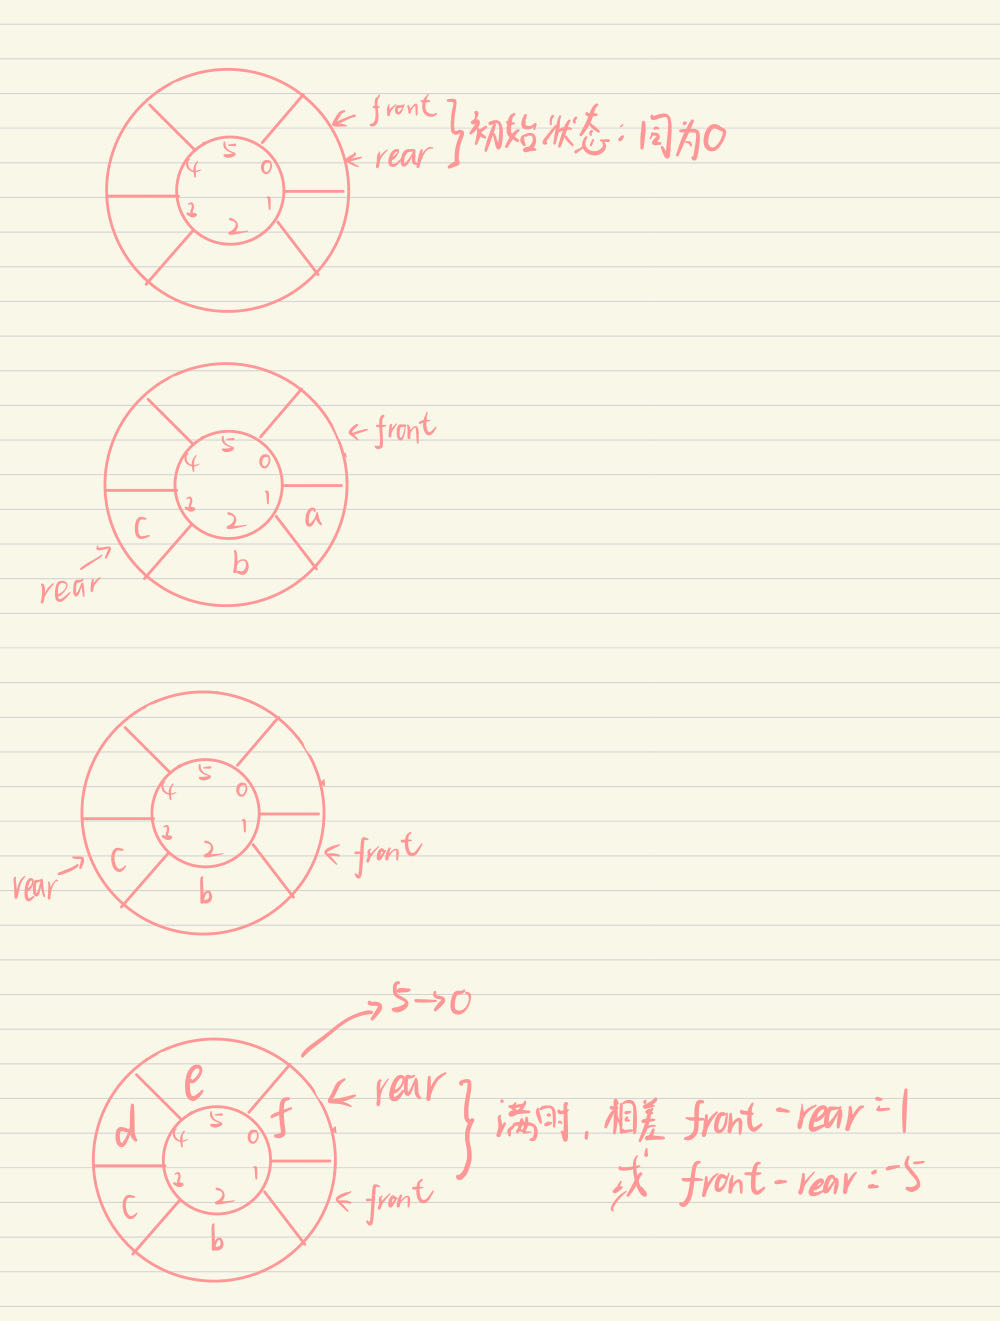 front
rear
初始状态:同为0
5
4 0
3 1
2
front
5
4 0
3 1
2
c a
b
rear
5
4 0
3 1
2
c
b
front
rear
5→0
e
d f
5
4 0
3 1
2
c
b
rear
front
满时, 相差 front-rear=1
或 front-rear=-5